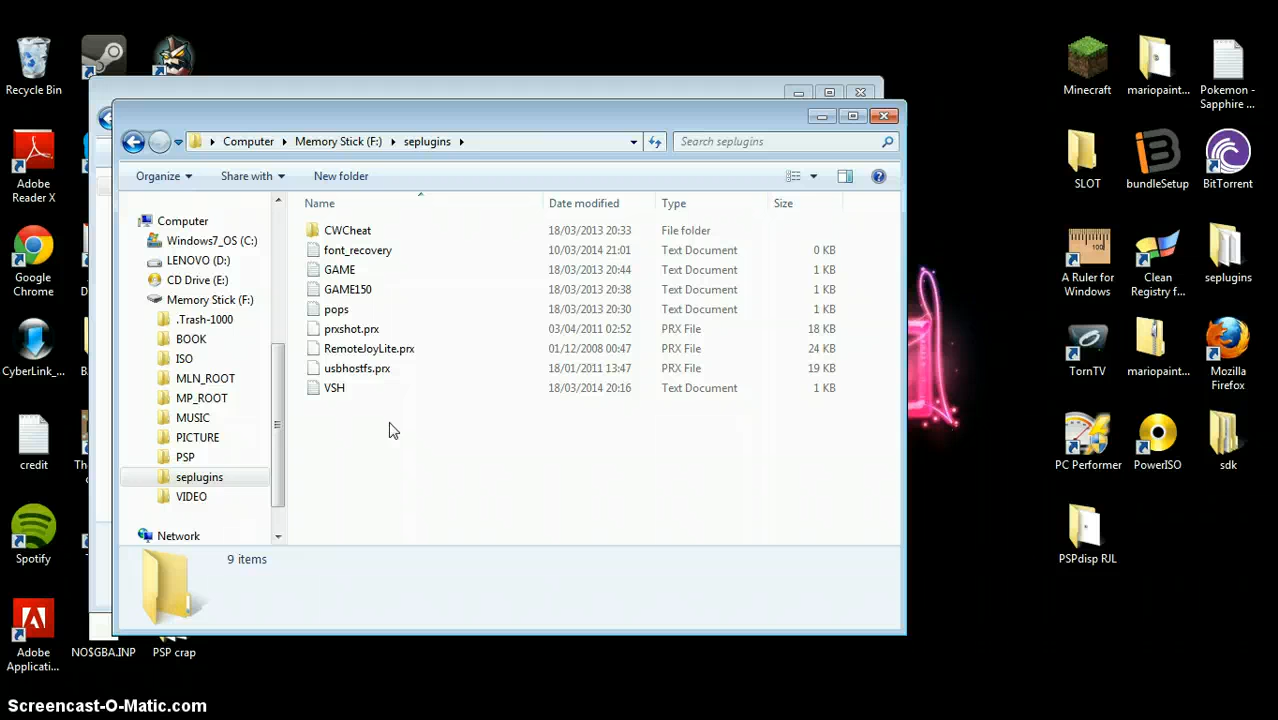 Recycle Bin
Adobe
Reader X
Google
Chrome
CyberLink_...
credit
Spotify
Adobe
Applicati...
NO$GBA.INP
PSP crap
Computer
Memory Stick (F:)
seplugins
Search seplugins
Organize
Share with
New folder
Computer
Windows7_OS (C:)
LENOVO (D:)
CD Drive (E:)
Memory Stick (F:)
.Trash-1000
BOOK
ISO
MLN_ROOT
MP_ROOT
MUSIC
PICTURE
PSP
seplugins
VIDEO
Network
Name Date modified Type Size
CWCheat 18/03/2013 20:33 File folder
font_recovery 10/03/2014 21:01 Text Document 0 KB
GAME 18/03/2013 20:44 Text Document 1 KB
GAME150 18/03/2013 20:38 Text Document 1 KB
pops 18/03/2013 20:30 Text Document 1 KB
prxshot.prx 03/04/2011 02:52 PRX File 18 KB
RemoteJoyLite.prx 01/12/2008 00:47 PRX File 24 KB
usbhostfs.prx 18/01/2011 13:47 PRX File 19 KB
VSH 18/03/2014 20:16 Text Document 1 KB
9 items
Minecraft
mariopaint...
Pokemon -
Sapphire ...
SLOT
bundleSetup
BitTorrent
A Ruler for
Windows
Clean
Registry f...
seplugins
TornTV
mariopaint...
Mozilla
Firefox
PC Performer
PowerISO
sdk
PSPdisp RJL
Screencast-O-Matic.com